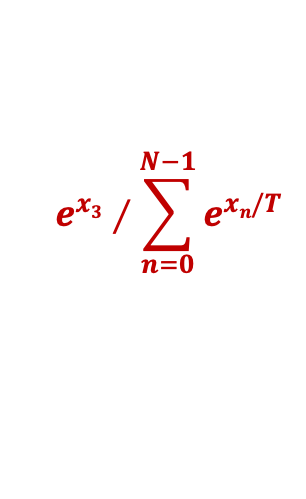 e^{x_3} / \sum_{n=0}^{N-1} e^{x_n/T}